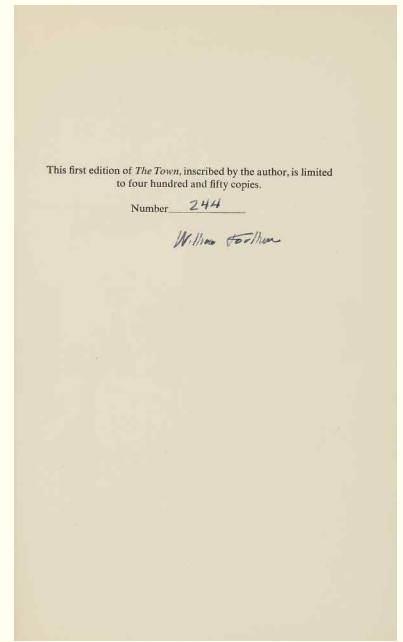 This first edition of The Town, inscribed by the author, is limited
to four hundred and fifty copies.
Number 244
William Faulkner